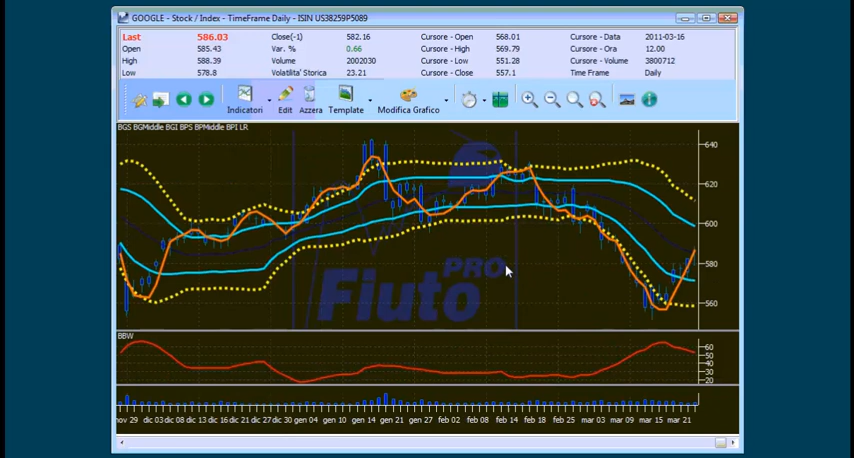 GOOGLE - Stock / Index - TimeFrame Daily - ISIN US38259P5089
Last 586.03 Close(-1) 582.16 Cursore - Open 568.01 Cursore - Data 2011-03-16
Open 585.43 Var. % 0.66 Cursore - High 569.79 Cursore - Ora 12.00
High 588.39 Volume 2002030 Cursore - Low 551.28 Cursore - Volume 3800712
Low 578.8 Volatilita' Storica 23.21 Cursore - Close 557.1 Time Frame Daily
Indicatori Edit Azzera Template Modifica Grafico
BGS BGMiddle BGI BPS BPMiddle BPI LR
640
620
600
580
560
Fiuto PRO
BBW
60
50
40
30
20
nov 29 dic 03 dic 08 dic 13 dic 16 dic 21 dic 27 dic 30 gen 04 gen 10 gen 14 gen 21 gen 27 feb 02 feb 08 feb 14 feb 18 feb 25 mar 03 mar 09 mar 15 mar 21